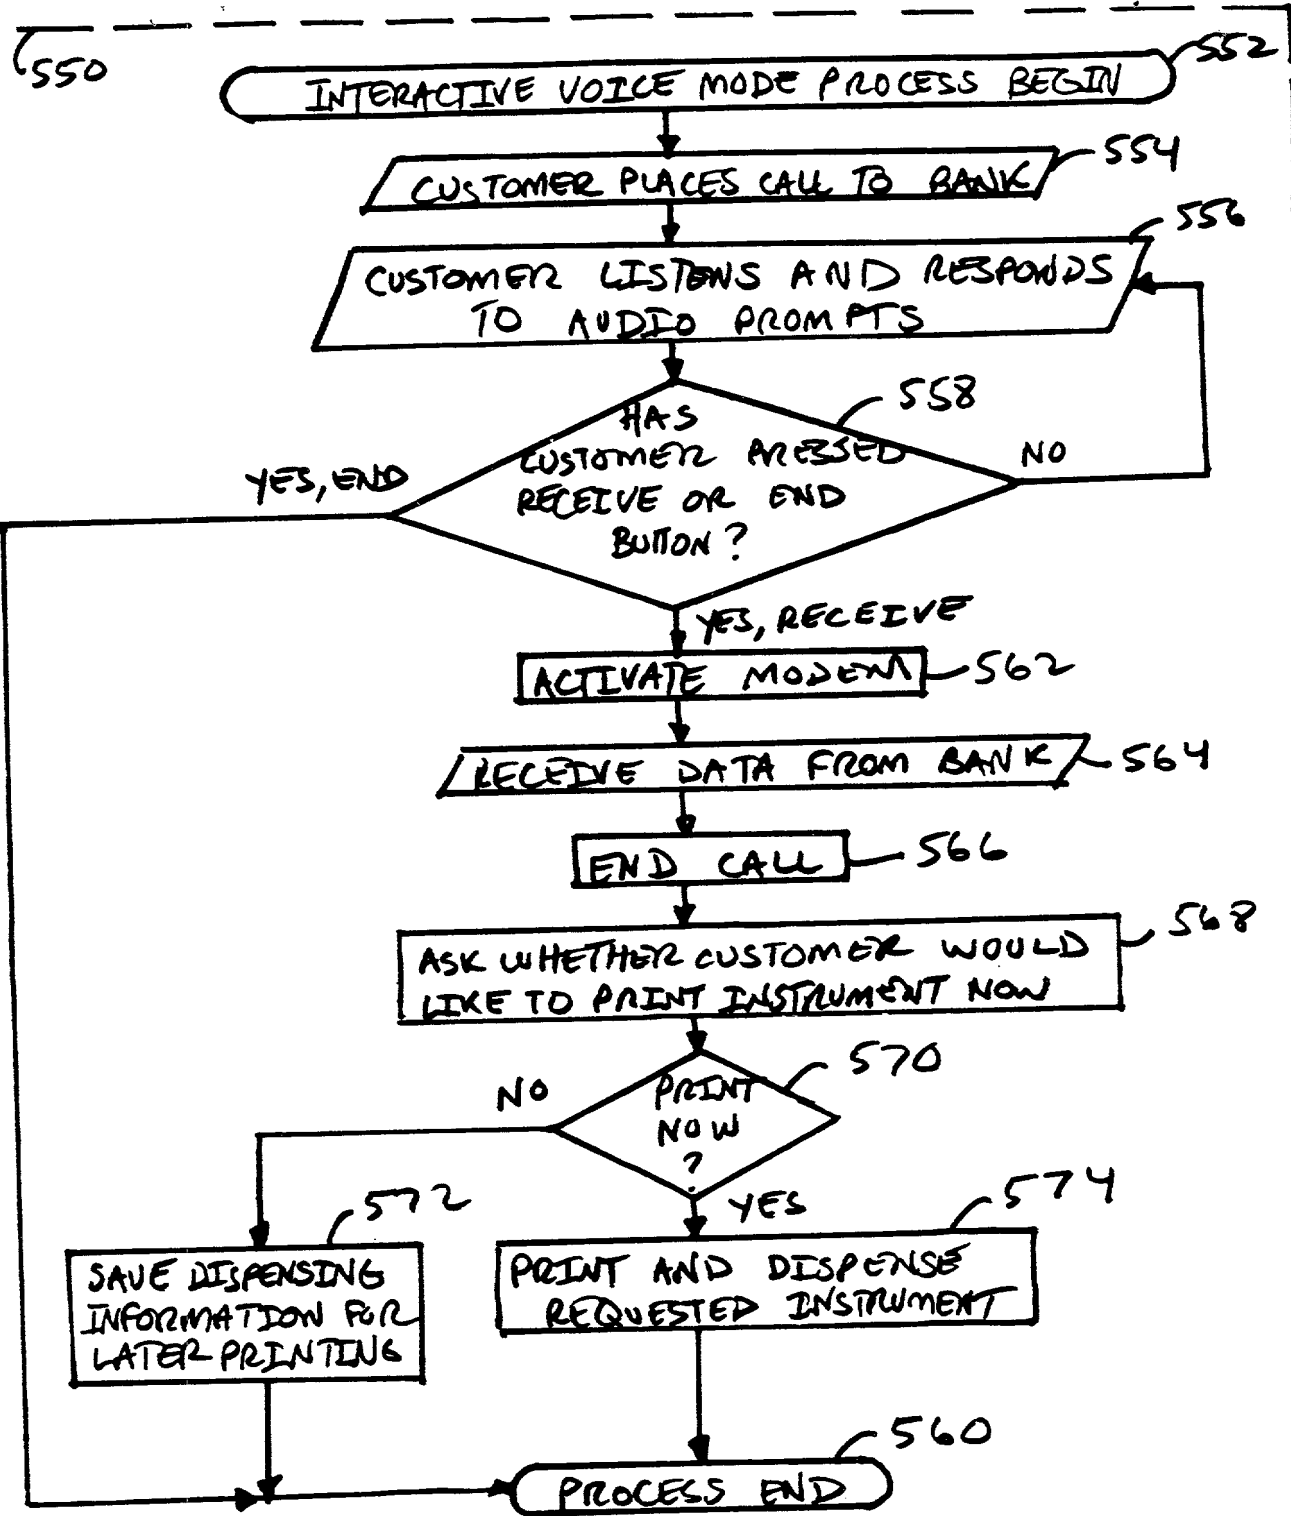 550
552
INTERACTIVE VOICE MODE PROCESS BEGIN
554
CUSTOMER PLACES CALL TO BANK
556
CUSTOMER LISTENS AND RESPONDS
TO AUDIO PROMPTS
558
HAS
CUSTOMER PRESSED
RECEIVE OR END
BUTTON?
YES, END
NO
YES, RECEIVE
ACTIVATE MODEM
562
RECEIVE DATA FROM BANK
564
END CALL
566
568
ASK WHETHER CUSTOMER WOULD
LIKE TO PRINT INSTRUMENT NOW
570
PRINT
NOW
?
NO
YES
572
SAVE DISPENSING
INFORMATION FOR
LATER PRINTING
574
PRINT AND DISPENSE
REQUESTED INSTRUMENT
560
PROCESS END